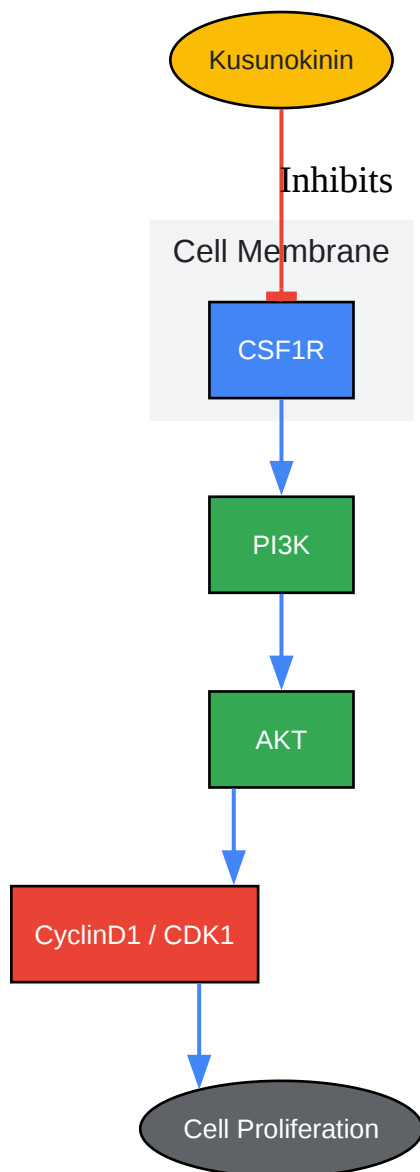 Kusunokinin
Inhibits
Cell Membrane
CSF1R
PI3K
AKT
CyclinD1 / CDK1
Cell Proliferation